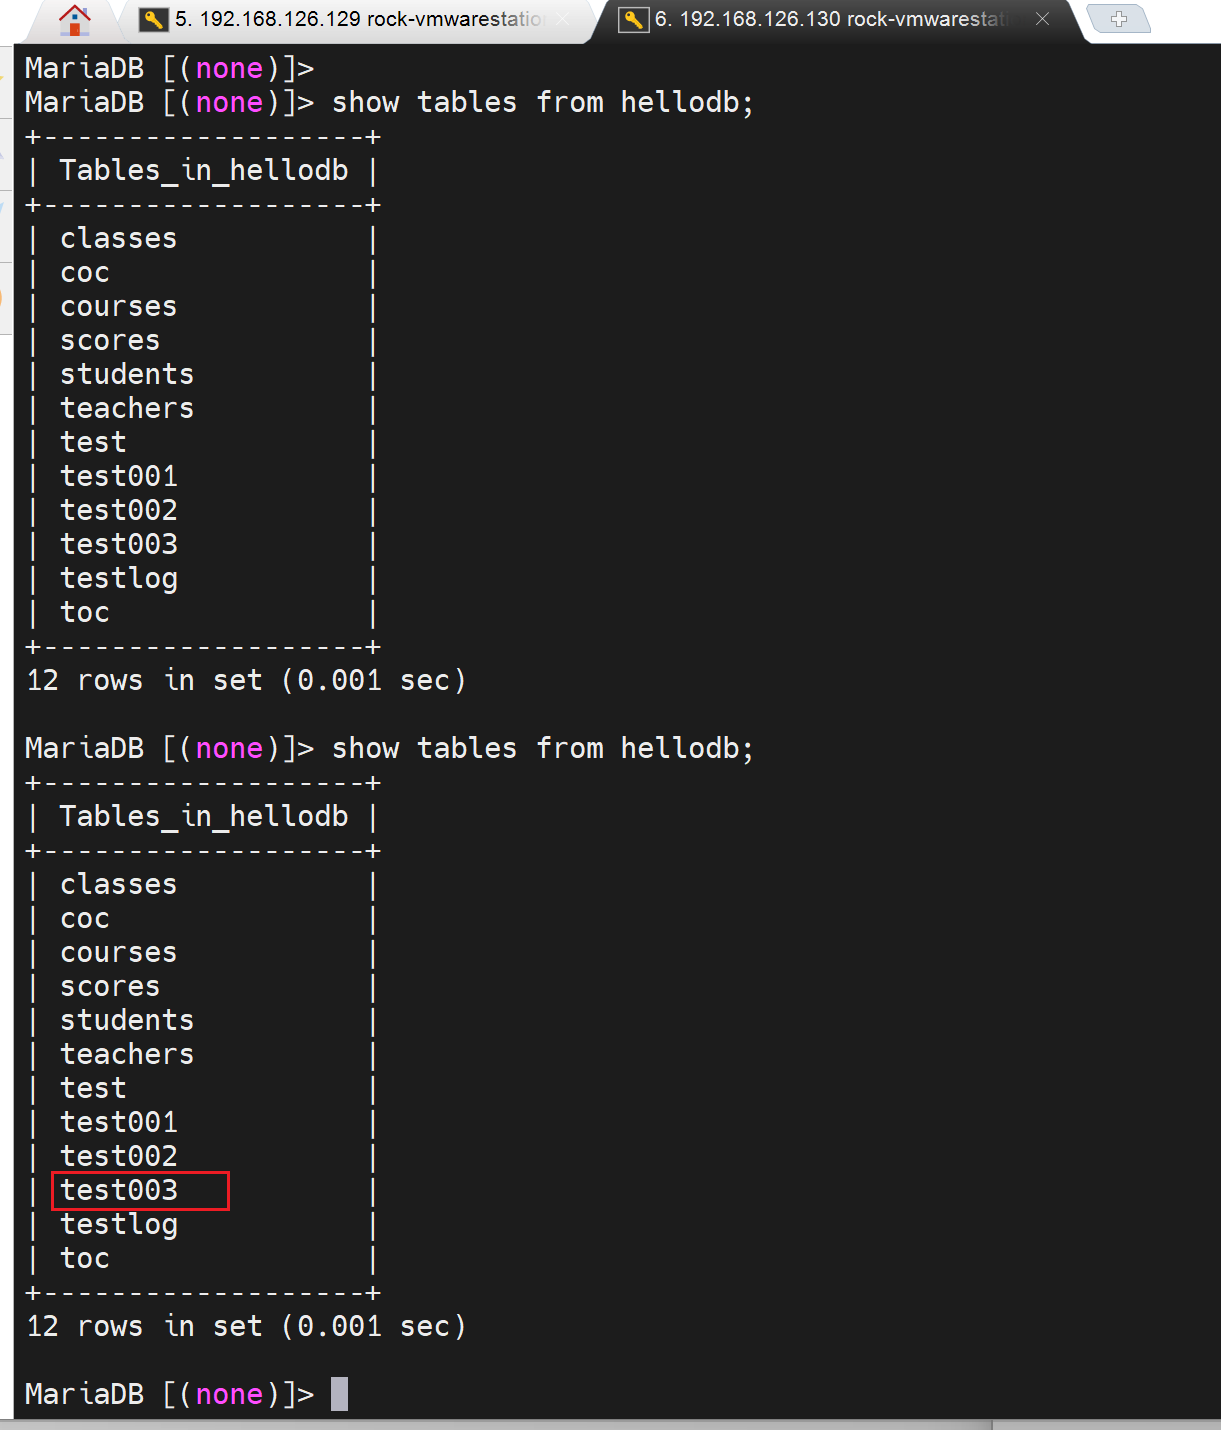 5. 192.168.126.129 rock-vmwarestatio
6. 192.168.126.130 rock-vmwaresta
MariaDB [(none)]>
MariaDB [(none)]> show tables from hellodb;
+-------------------+
| Tables_in_hellodb |
+-------------------+
| classes           |
| coc               |
| courses           |
| scores            |
| students          |
| teachers          |
| test              |
| test001           |
| test002           |
| test003           |
| testlog           |
| toc               |
+-------------------+
12 rows in set (0.001 sec)
MariaDB [(none)]> show tables from hellodb;
+-------------------+
| Tables_in_hellodb |
+-------------------+
| classes           |
| coc               |
| courses           |
| scores            |
| students          |
| teachers          |
| test              |
| test001           |
| test002           |
| test003           |
| testlog           |
| toc               |
+-------------------+
12 rows in set (0.001 sec)
MariaDB [(none)]>